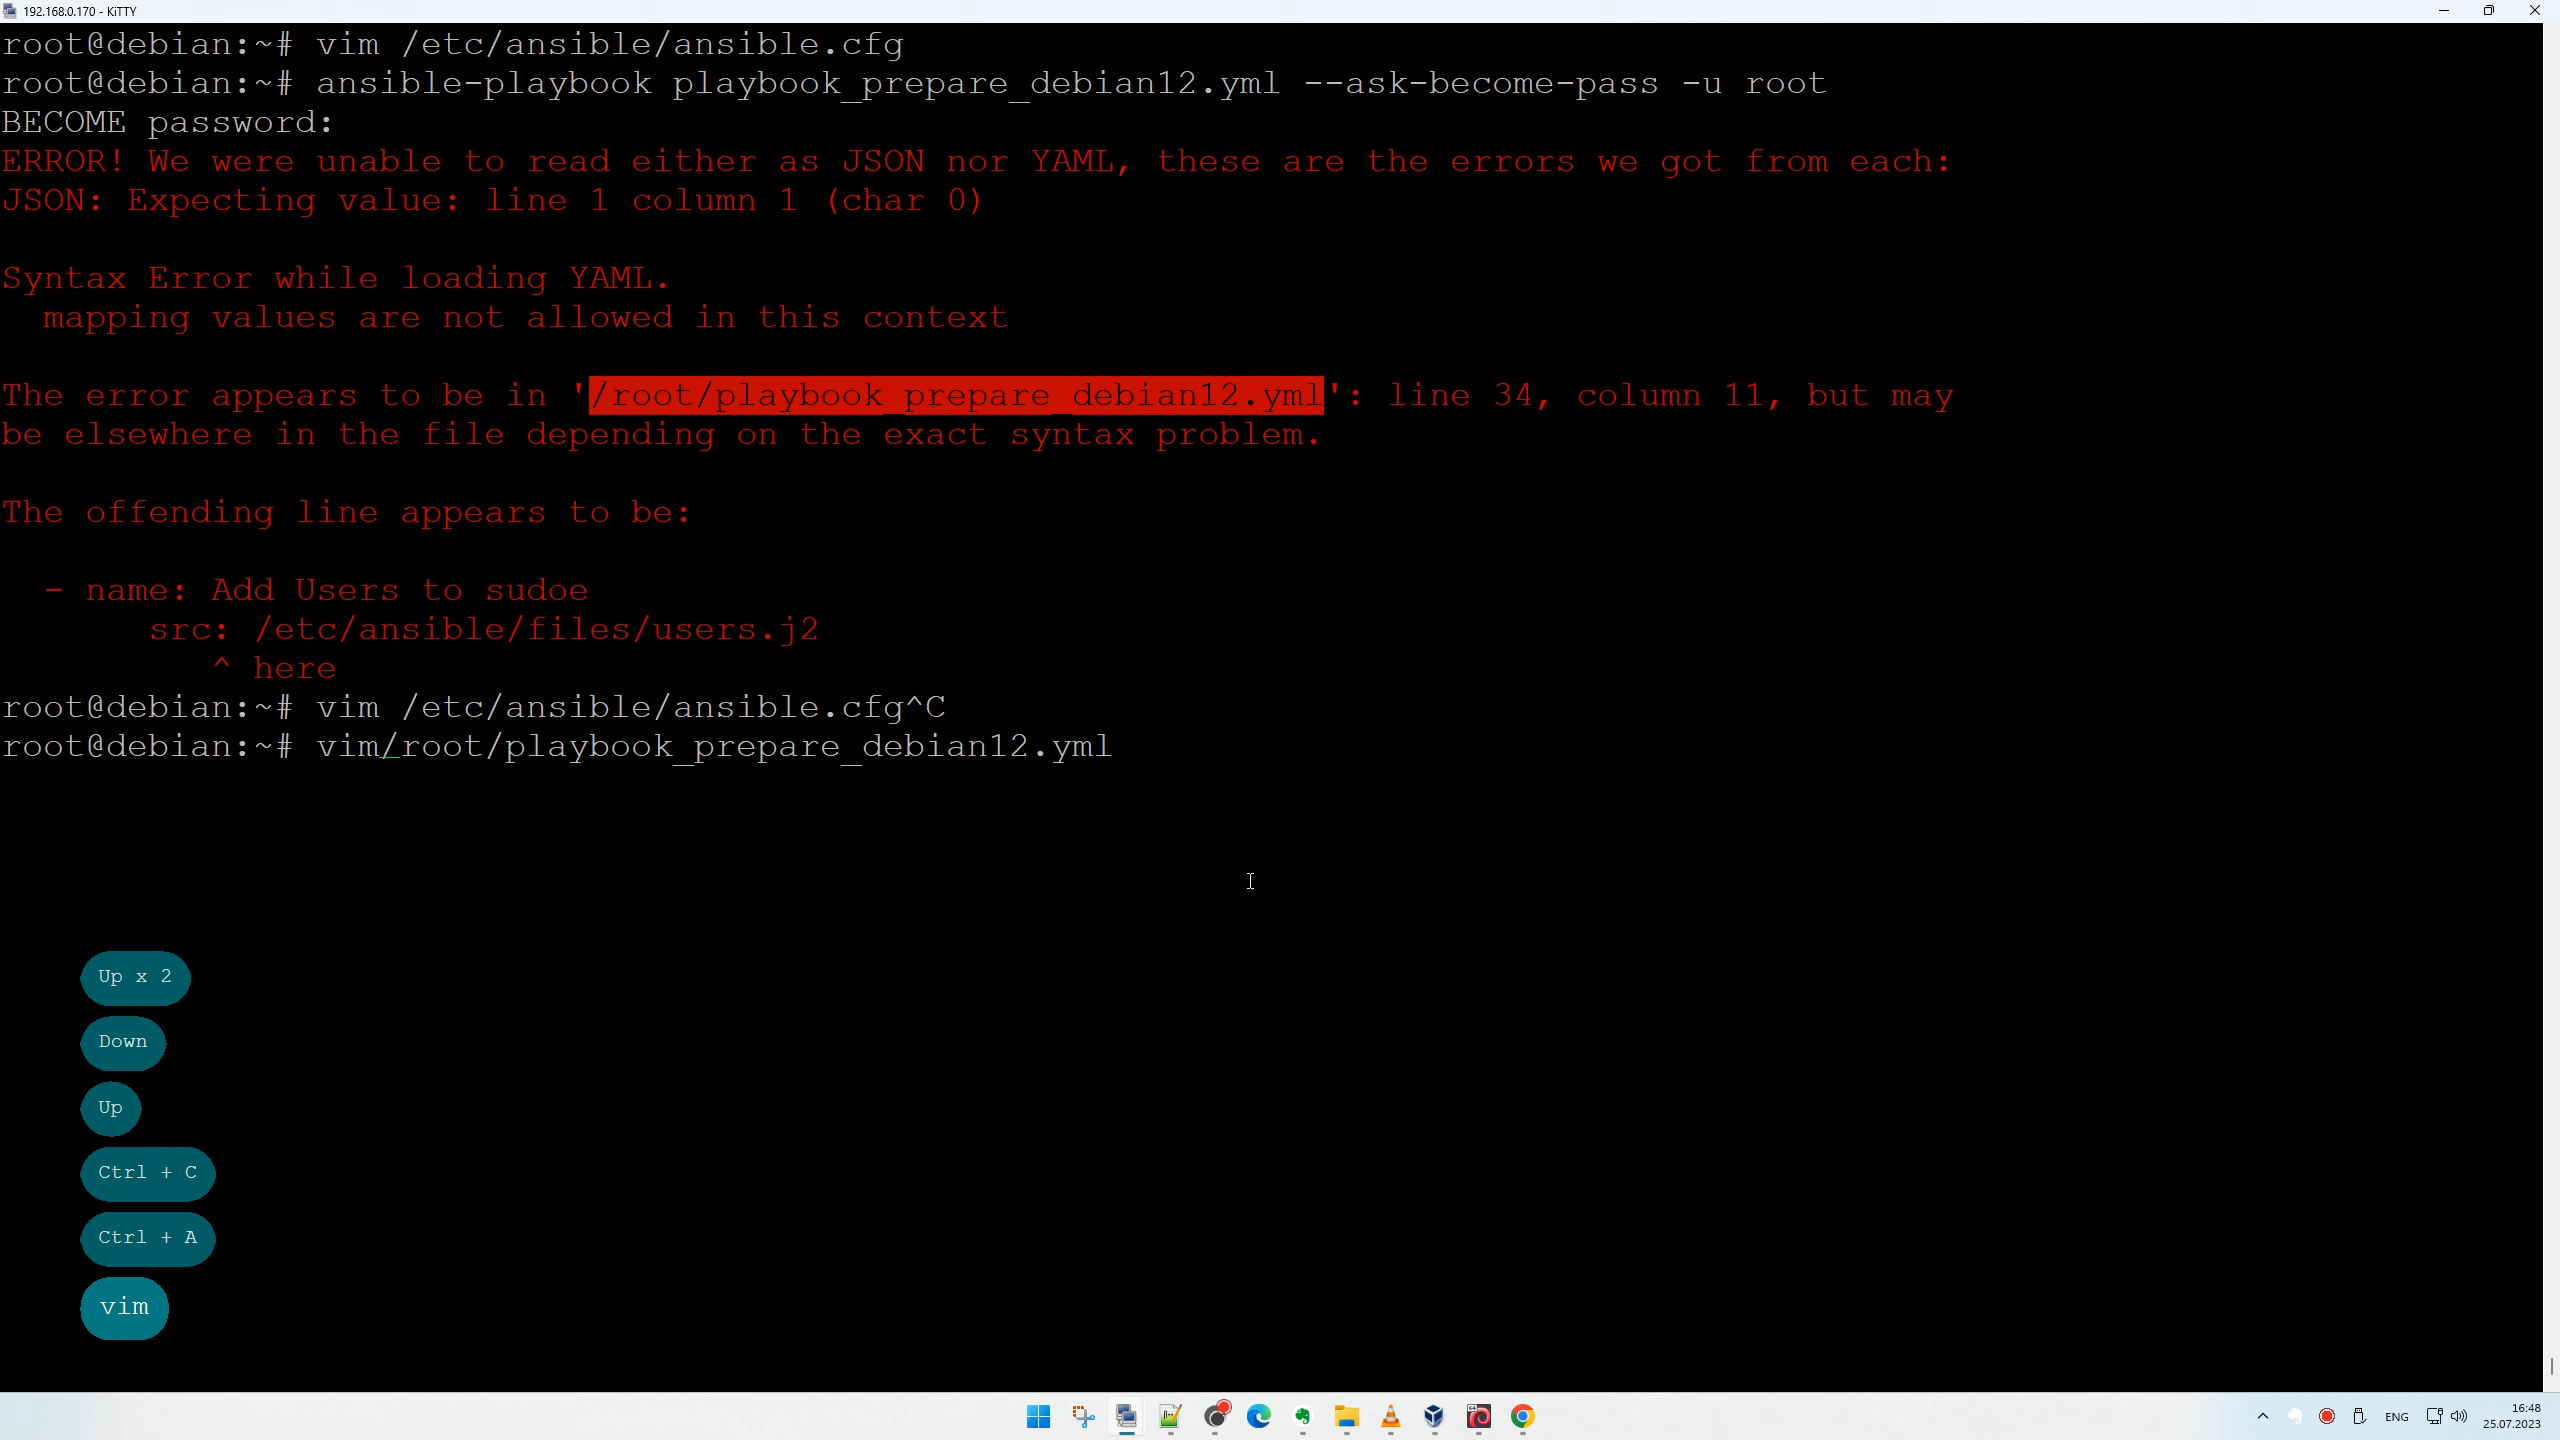 192.168.0.170 - KiTTY
root@debian:~# vim /etc/ansible/ansible.cfg
root@debian:~# ansible-playbook playbook_prepare_debian12.yml --ask-become-pass -u root
BECOME password:
ERROR! We were unable to read either as JSON nor YAML, these are the errors we got from each:
JSON: Expecting value: line 1 column 1 (char 0)
Syntax Error while loading YAML.
  mapping values are not allowed in this context
The error appears to be in '/root/playbook_prepare_debian12.yml': line 34, column 11, but may
be elsewhere in the file depending on the exact syntax problem.
The offending line appears to be:
  - name: Add Users to sudoe
       src: /etc/ansible/files/users.j2
          ^ here
root@debian:~# vim /etc/ansible/ansible.cfg^C
root@debian:~# vim/root/playbook_prepare_debian12.yml
Up x 2
Down
Up
Ctrl + C
Ctrl + A
vim
ENG
16:48
25.07.2023